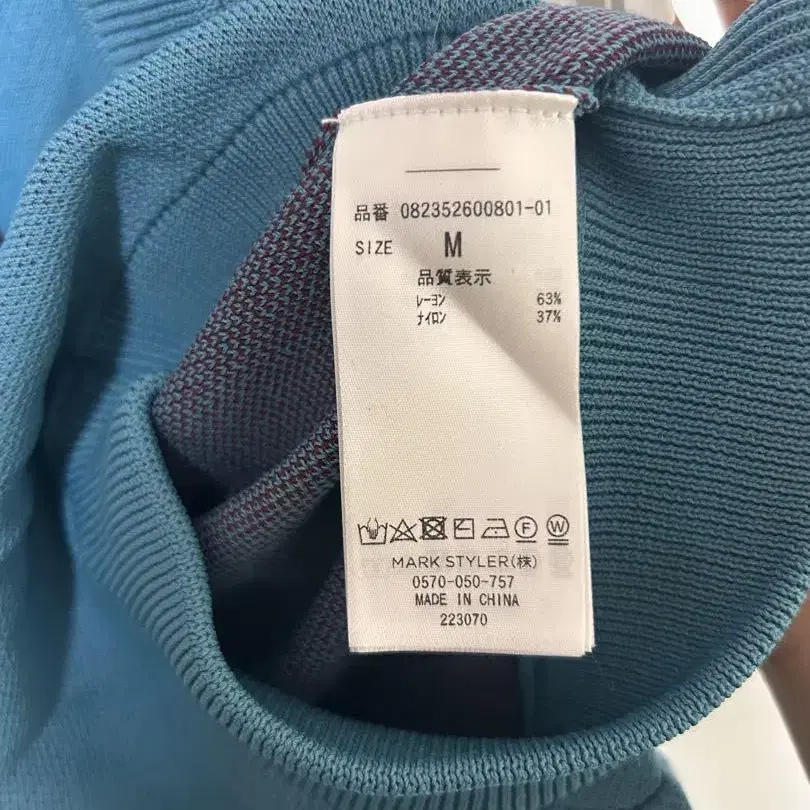 品番 082352600801-01
SIZE M
品質表示
レーヨン 63%
ナイロン 37%
F W
MARK STYLER(株)
0570-050-757
MADE IN CHINA
223070